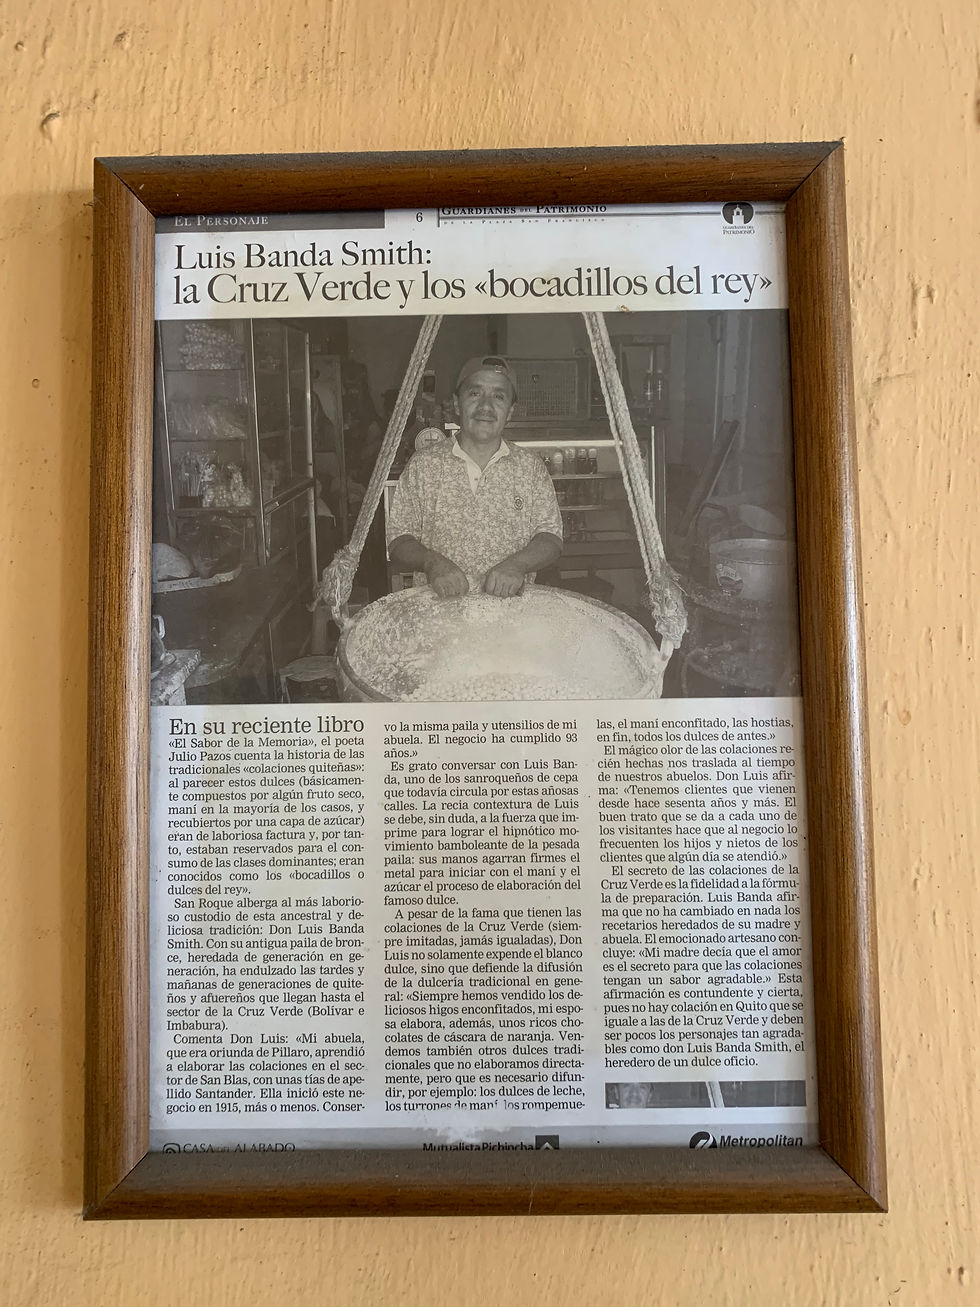 EL PERSONAJE
6
GUARDIANES DEL PATRIMONIO
DE LA PLAZA SAN FRANCISCO
GUARDIANES DEL
PATRIMONIO
Luis Banda Smith:
la Cruz Verde y los «bocadillos del rey»
En su reciente libro
«El Sabor de la Memoria», el poeta
Julio Pazos cuenta la historia de las
tradicionales «colaciones quiteñas»:
al parecer estos dulces (básicamen-
te compuestos por algún fruto seco,
maní en la mayoría de los casos, y
recubiertos por una capa de azúcar)
eran de laboriosa factura y, por tan-
to, estaban reservados para el con-
sumo de las clases dominantes; eran
conocidos como los «bocadillos o
dulces del rey».
San Roque alberga al más laborio-
so custodio de esta ancestral y de-
liciosa tradición: Don Luis Banda
Smith. Con su antigua paila de bron-
ce, heredada de generación en ge-
neración, ha endulzado las tardes y
mañanas de generaciones de quite-
ños y afuereños que llegan hasta el
sector de la Cruz Verde (Bolívar e
Imbabura).
Comenta Don Luis: «Mi abuela,
que era oriunda de Píllaro, aprendió
a elaborar las colaciones en el sec-
tor de San Blas, con unas tías de ape-
llido Santander. Ella inició este ne-
gocio en 1915, más o menos. Conser-
vo la misma paila y utensilios de mi
abuela. El negocio ha cumplido 93
años.»
Es grato conversar con Luis Ban-
da, uno de los sanroqueños de cepa
que todavía circula por estas añosas
calles. La recia contextura de Luis
se debe, sin duda, a la fuerza que im-
prime para lograr el hipnótico mo-
vimiento bamboleante de la pesada
paila: sus manos agarran firmes el
metal para iniciar con el maní y el
azúcar el proceso de elaboración del
famoso dulce.
A pesar de la fama que tienen las
colaciones de la Cruz Verde (siem-
pre imitadas, jamás igualadas), Don
Luis no solamente expende el blanco
dulce, sino que defiende la difusión
de la dulcería tradicional en gene-
ral: «Siempre hemos vendido los de-
liciosos higos enconfitados, mi espo-
sa elabora, además, unos ricos cho-
colates de cáscara de naranja. Ven-
demos también otros dulces tradi-
cionales que no elaboramos directa-
mente, pero que es necesario difun-
dir, por ejemplo: los dulces de leche,
los turrones de maní, los rompemue-
las, el maní enconfitado, las hostias,
en fin, todos los dulces de antes.»
El mágico olor de las colaciones re-
cién hechas nos traslada al tiempo
de nuestros abuelos. Don Luis afir-
ma: «Tenemos clientes que vienen
desde hace sesenta años y más. El
buen trato que se da a cada uno de
los visitantes hace que al negocio lo
frecuenten los hijos y nietos de los
clientes que algún día se atendió.»
El secreto de las colaciones de la
Cruz Verde es la fidelidad a la fórmu-
la de preparación. Luis Banda afir-
ma que no ha cambiado en nada los
recetarios heredados de su madre y
abuela. El emocionado artesano con-
cluye: «Mi madre decía que el amor
es el secreto para que las colaciones
tengan un sabor agradable.» Esta
afirmación es contundente y cierta,
pues no hay colación en Quito que se
iguale a las de la Cruz Verde y deben
ser pocos los personajes tan agrada-
bles como don Luis Banda Smith, el
heredero de un dulce oficio.
CASA DEL ALABADO
Mutualista Pichincha
Metropolitan